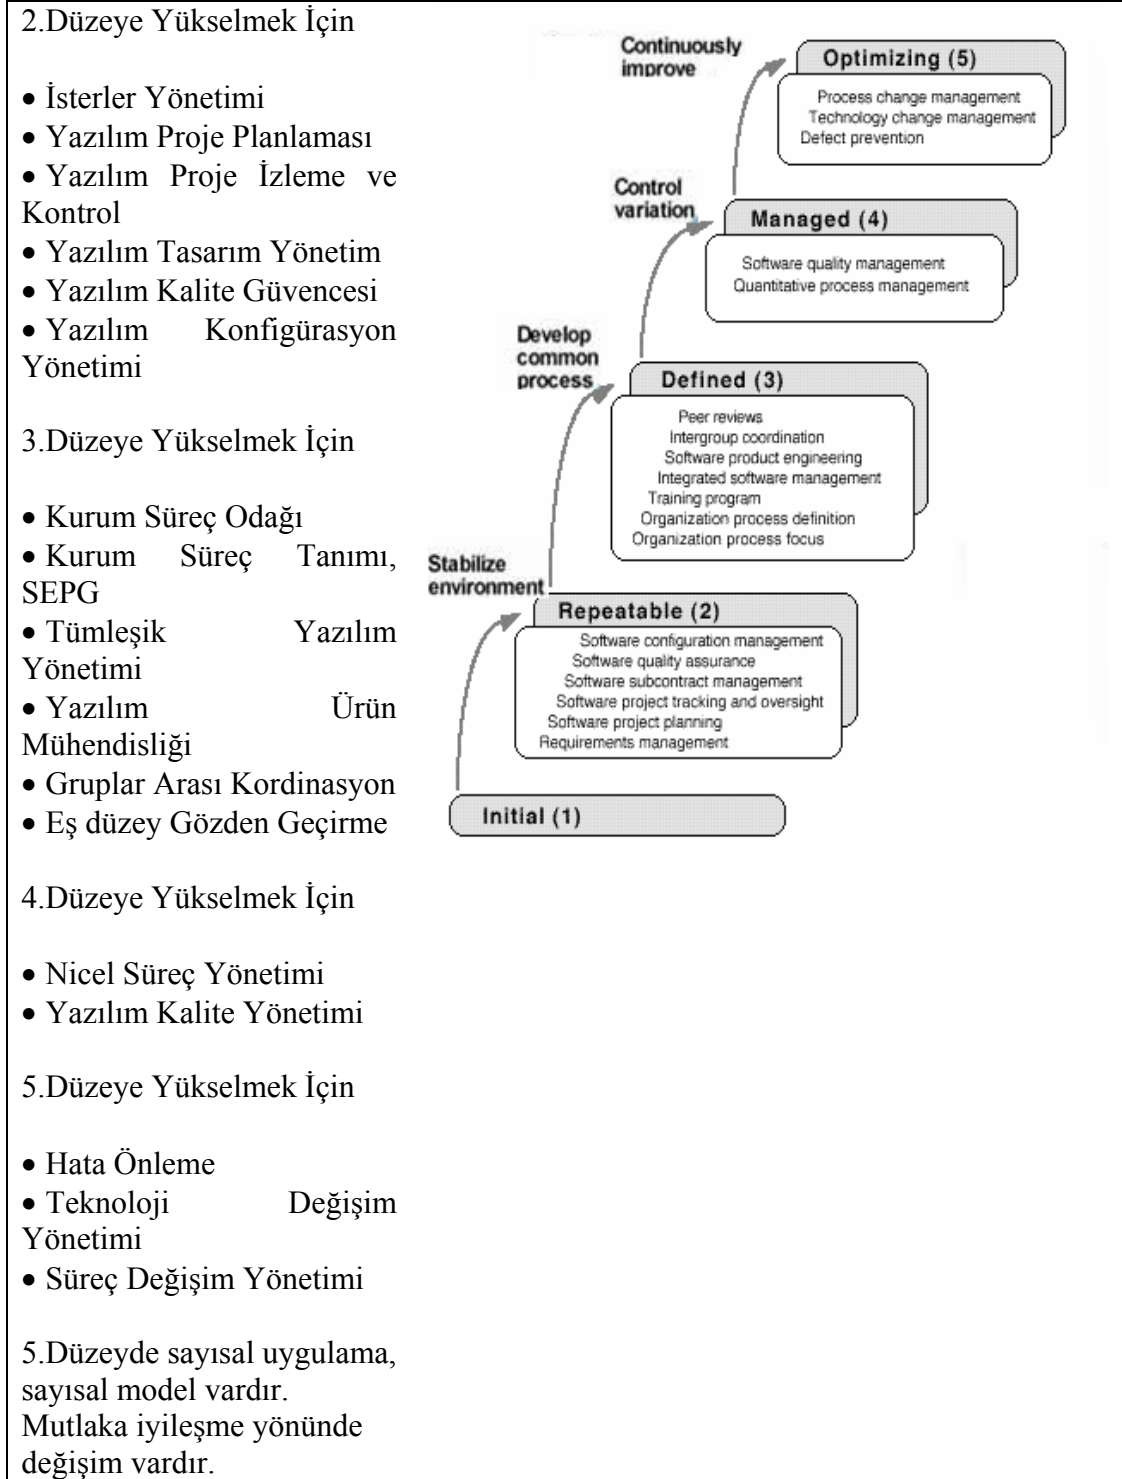 2.Düzeye Yükselmek İçin
• İsterler Yönetimi
• Yazılım Proje Planlaması
• Yazılım Proje İzleme ve
Kontrol
• Yazılım Tasarım Yönetim
• Yazılım Kalite Güvencesi
• Yazılım Konfigürasyon
Yönetimi
3.Düzeye Yükselmek İçin
• Kurum Süreç Odağı
• Kurum Süreç Tanımı,
SEPG
• Tümleşik Yazılım
Yönetimi
• Yazılım Ürün
Mühendisliği
• Gruplar Arası Kordinasyon
• Eş düzey Gözden Geçirme
4.Düzeye Yükselmek İçin
• Nicel Süreç Yönetimi
• Yazılım Kalite Yönetimi
5.Düzeye Yükselmek İçin
• Hata Önleme
• Teknoloji Değişim
Yönetimi
• Süreç Değişim Yönetimi
5.Düzeyde sayısal uygulama,
sayısal model vardır.
Mutlaka iyileşme yönünde
değişim vardır.
Continuously
improve
Optimizing (5)
Process change management
Technology change management
Defect prevention
Control
variation
Managed (4)
Software quality management
Quantitative process management
Develop
common
process
Defined (3)
Peer reviews
Intergroup coordination
Software product engineering
Integrated software management
Training program
Organization process definition
Organization process focus
Stabilize
environment
Repeatable (2)
Software configuration management
Software quality assurance
Software subcontract management
Software project tracking and oversight
Software project planning
Requirements management
Initial (1)